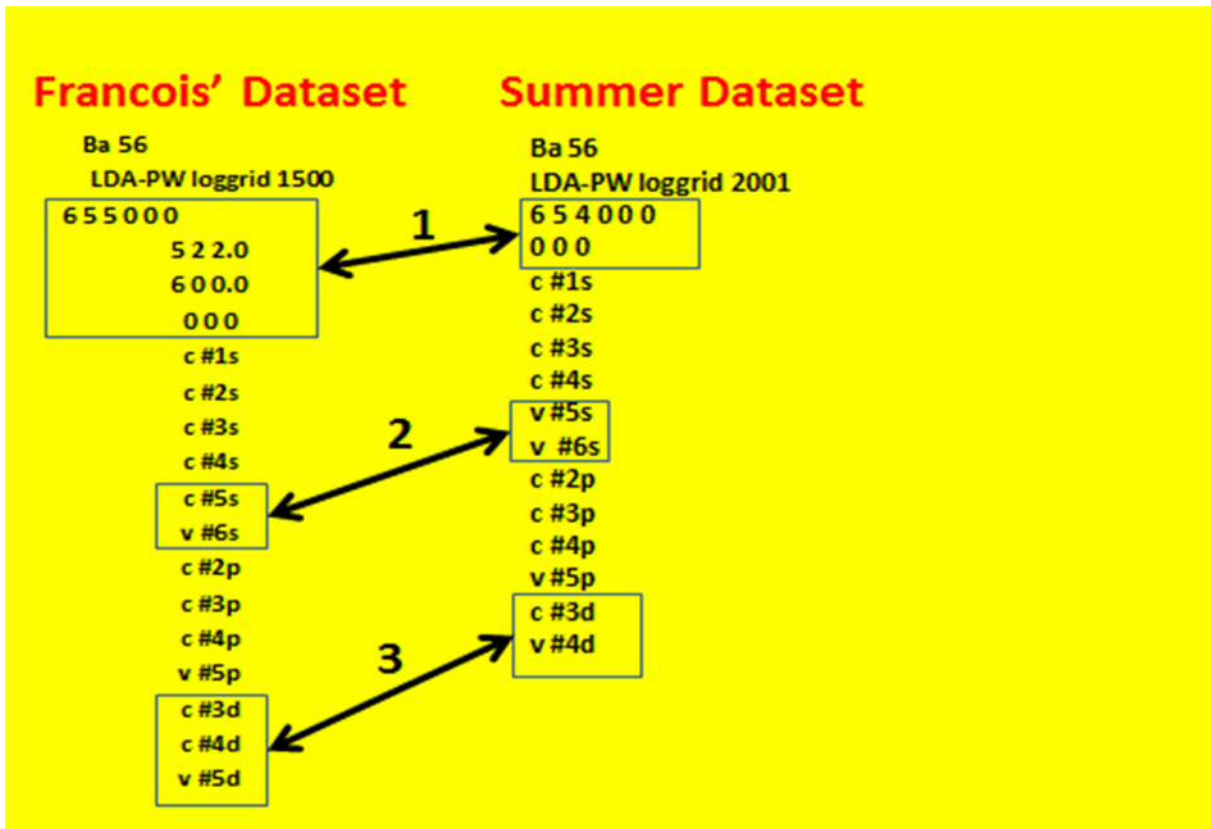 Francois' Dataset
Ba 56
LDA-PW loggrid 1500
6 5 5 0 0 0
5 2 2.0
6 0 0.0
0 0 0
c #1s
c #2s
c #3s
c #4s
c #5s
v #6s
c #2p
c #3p
c #4p
v #5p
c #3d
c #4d
v #5d
1
2
3
Summer Dataset
Ba 56
LDA-PW loggrid 2001
6 5 4 0 0 0
0 0 0
c #1s
c #2s
c #3s
c #4s
v #5s
v #6s
c #2p
c #3p
c #4p
v #5p
c #3d
v #4d